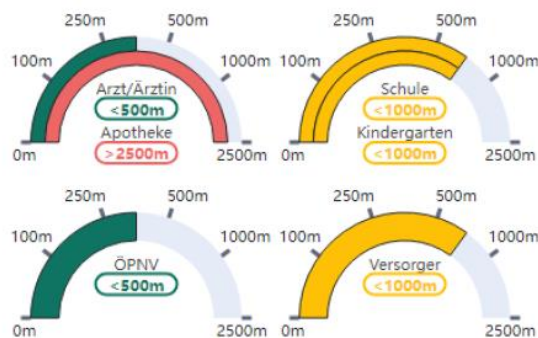 250m 500m
100m 1000m
Arzt/Ärztin
<500m
Apotheke
>2500m
0m 2500m
250m 500m
100m 1000m
Schule
<1000m
Kindergarten
<1000m
0m 2500m
250m 500m
100m 1000m
ÖPNV
<500m
0m 2500m
250m 500m
100m 1000m
Versorger
<1000m
0m 2500m